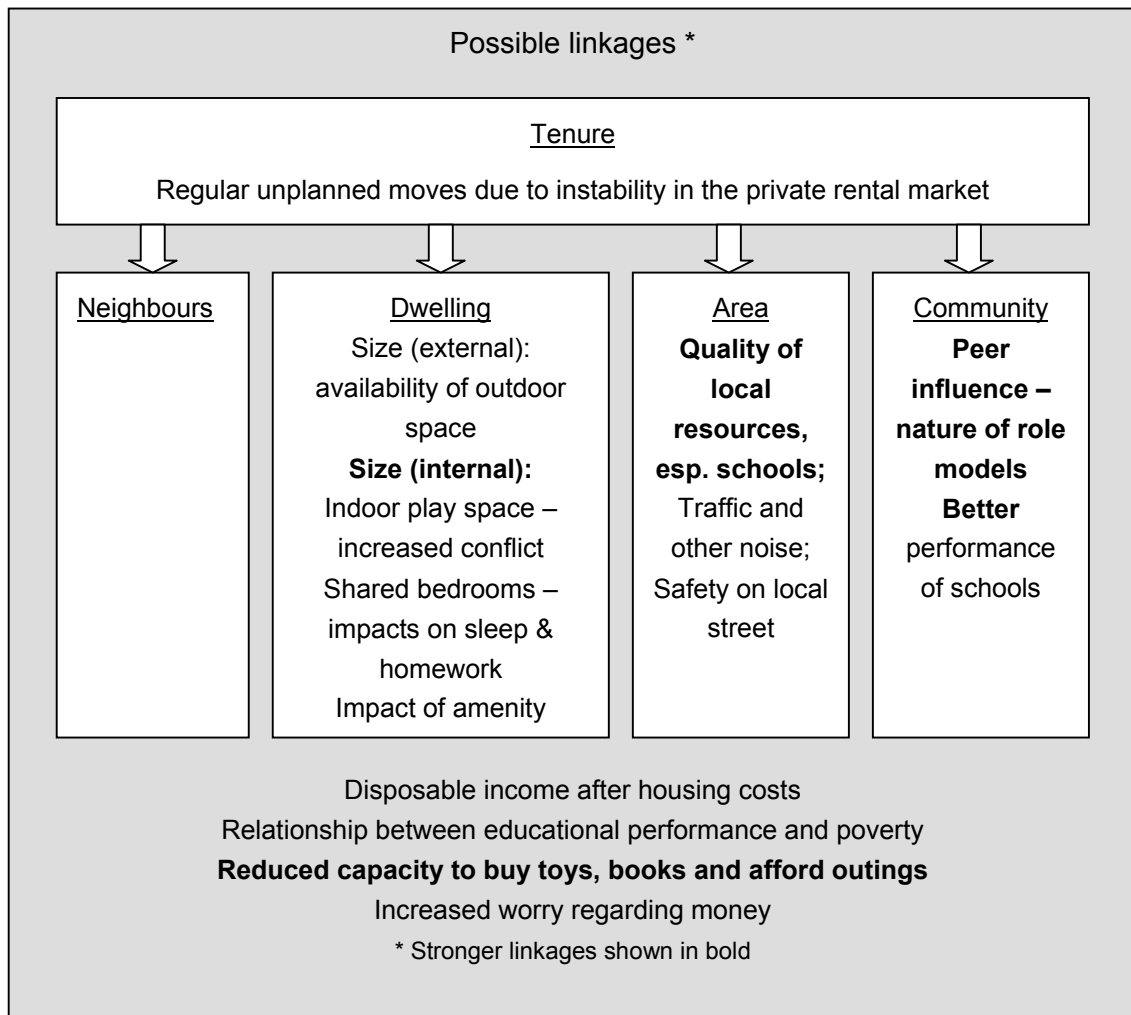 Possible linkages *
Tenure
Regular unplanned moves due to instability in the private rental market
Neighbours
Dwelling
Size (external):
availability of outdoor
space
Size (internal):
Indoor play space –
increased conflict
Shared bedrooms –
impacts on sleep &
homework
Impact of amenity
Area
Quality of
local
resources,
esp. schools;
Traffic and
other noise;
Safety on local
street
Community
Peer
influence –
nature of role
models
Better
performance
of schools
Disposable income after housing costs
Relationship between educational performance and poverty
Reduced capacity to buy toys, books and afford outings
Increased worry regarding money
* Stronger linkages shown in bold